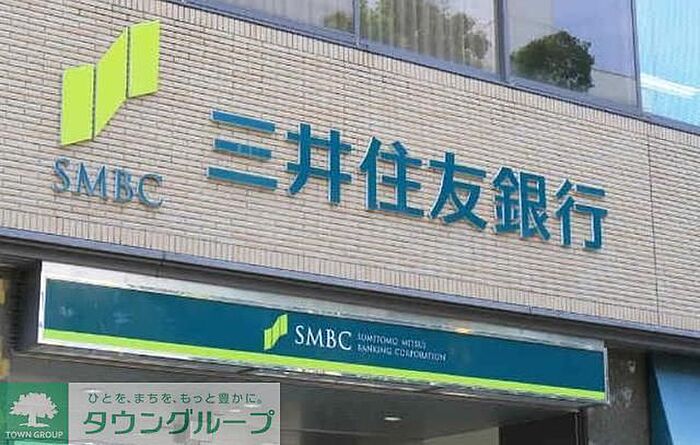 三井住友銀行
SMBC
SMBC SUMITOMO MITSUI
BANKING CORPORATION
ひとを、まちを、もっと豊かに。
タウングループ
TOWN GROUP